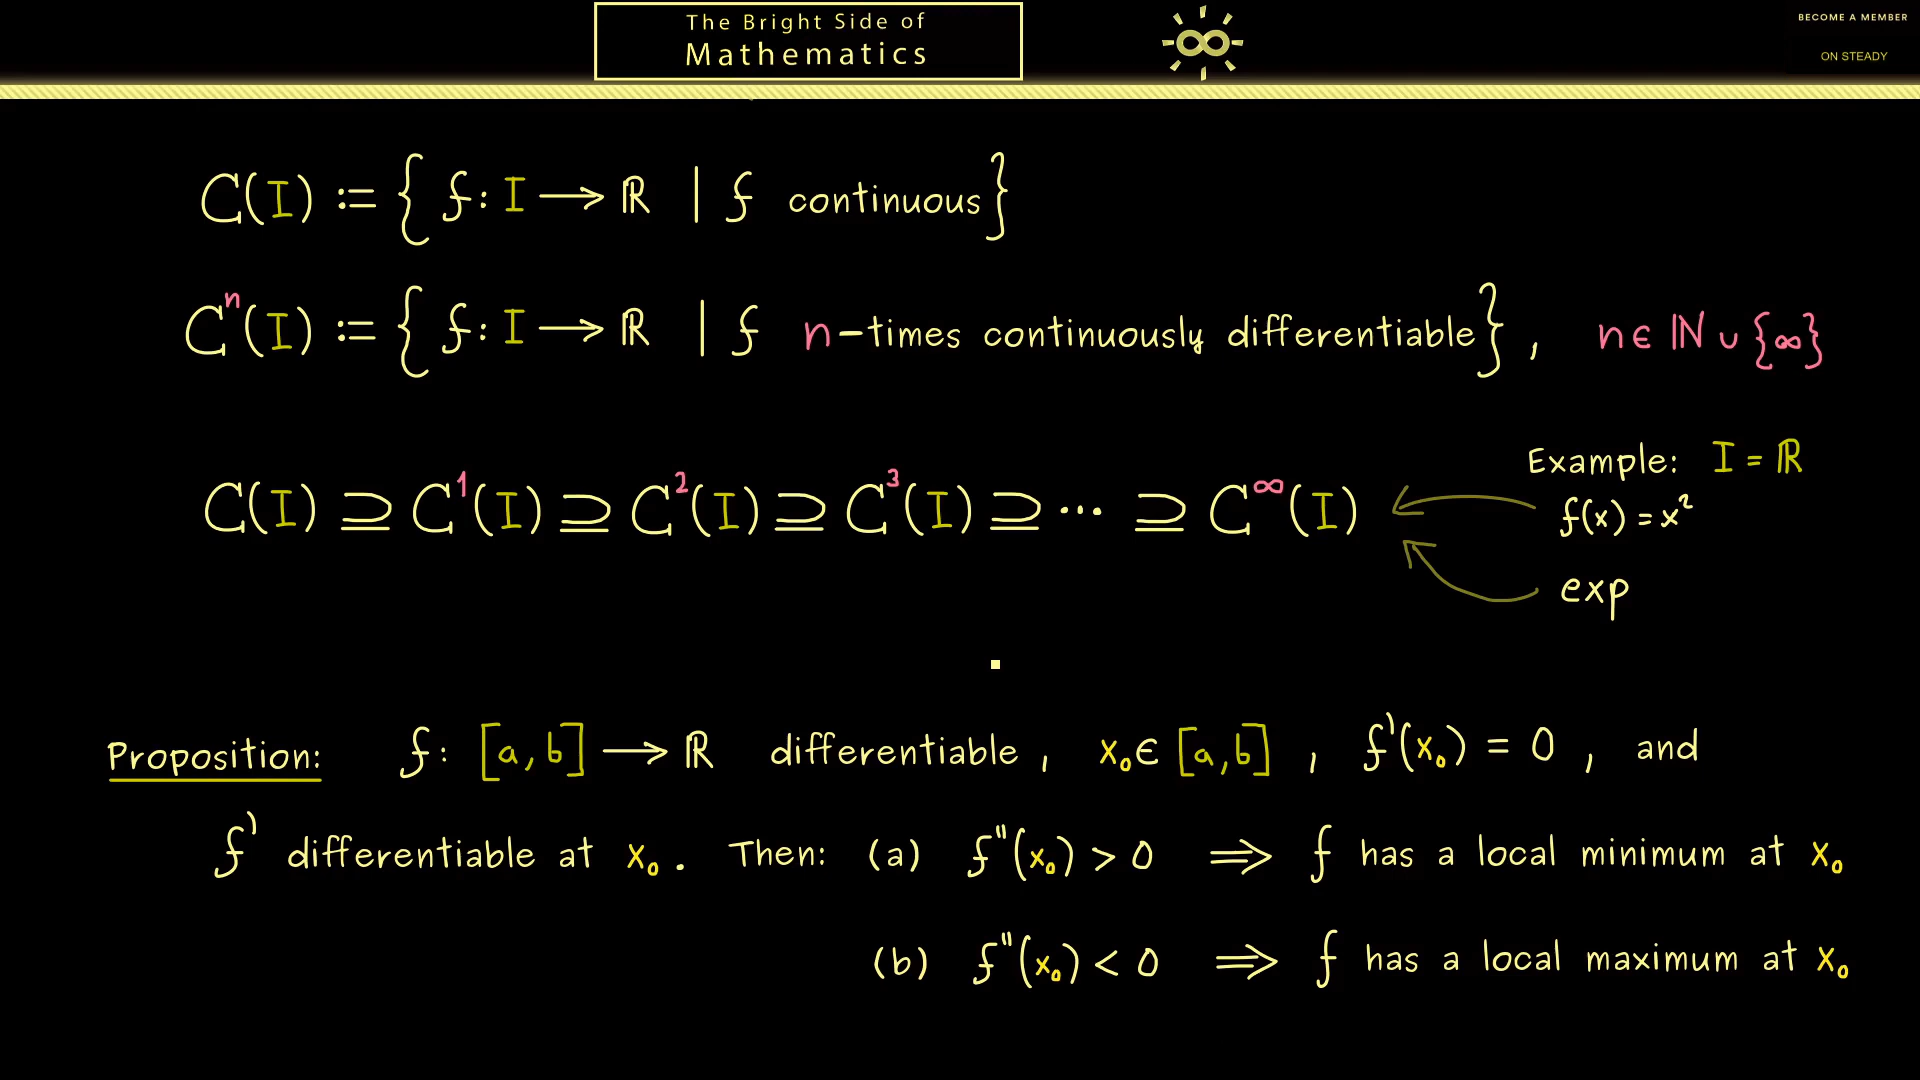 The Bright Side of
Mathematics
BECOME A MEMBER
ON STEADY
C(I) := { f: I ⟶ ℝ | f continuous }
Cⁿ(I) := { f: I ⟶ ℝ | f n-times continuously differentiable } , n ∈ ℕ ∪ {∞}
C(I) ⊇ C¹(I) ⊇ C²(I) ⊇ C³(I) ⊇ ⋯ ⊇ C^∞(I)
Example: I = ℝ
f(x) = x²
exp
Proposition: f: [a, b] ⟶ ℝ differentiable , x₀ ∈ [a, b] , f'(x₀) = 0 , and
f' differentiable at x₀ . Then: (a) f''(x₀) > 0 ⟹ f has a local minimum at x₀
(b) f''(x₀) < 0 ⟹ f has a local maximum at x₀